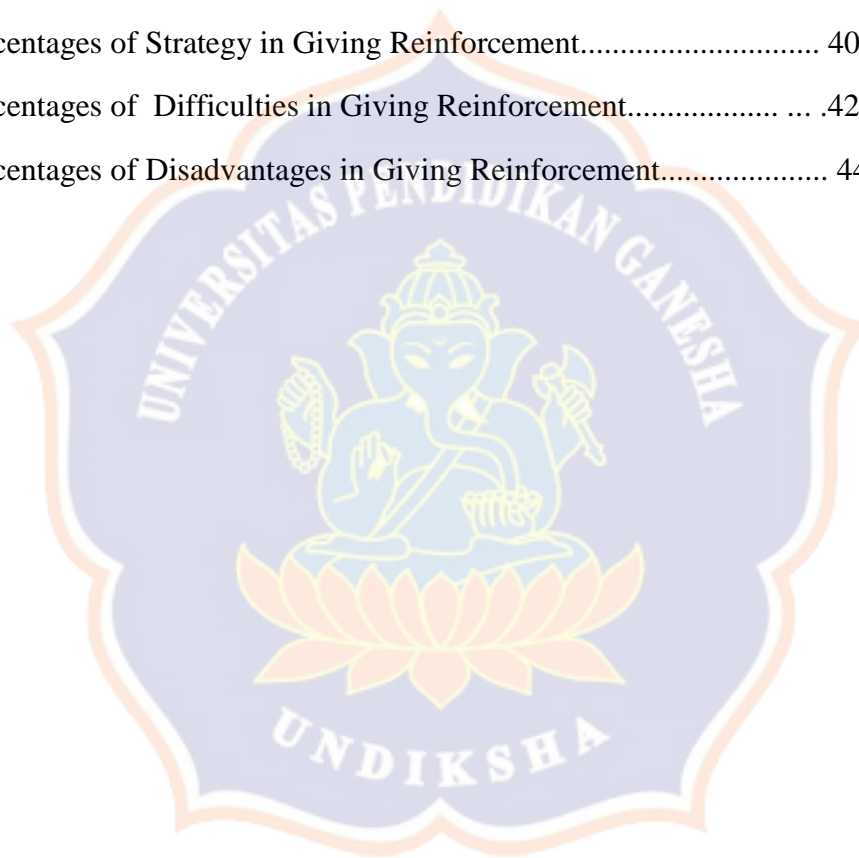 centages of Strategy in Giving Reinforcement.............................. 40
centages of  Difficulties in Giving Reinforcement................... ... .42
centages of Disadvantages in Giving Reinforcement..................... 44
UNIVERSITAS PENDIDIKAN GANESHA
UNDIKSHA